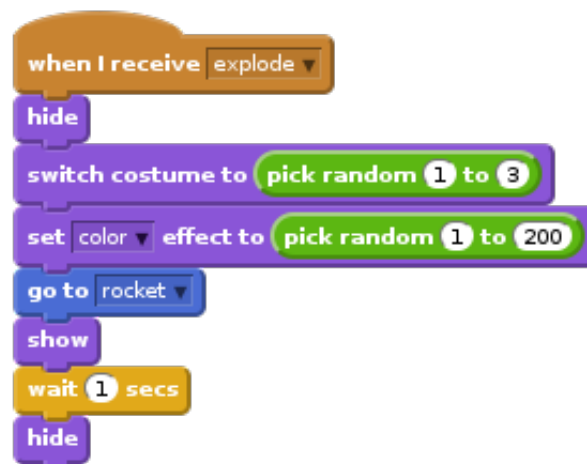 when I receive explode
hide
switch costume to pick random 1 to 3
set color effect to pick random 1 to 200
go to rocket
show
wait 1 secs
hide